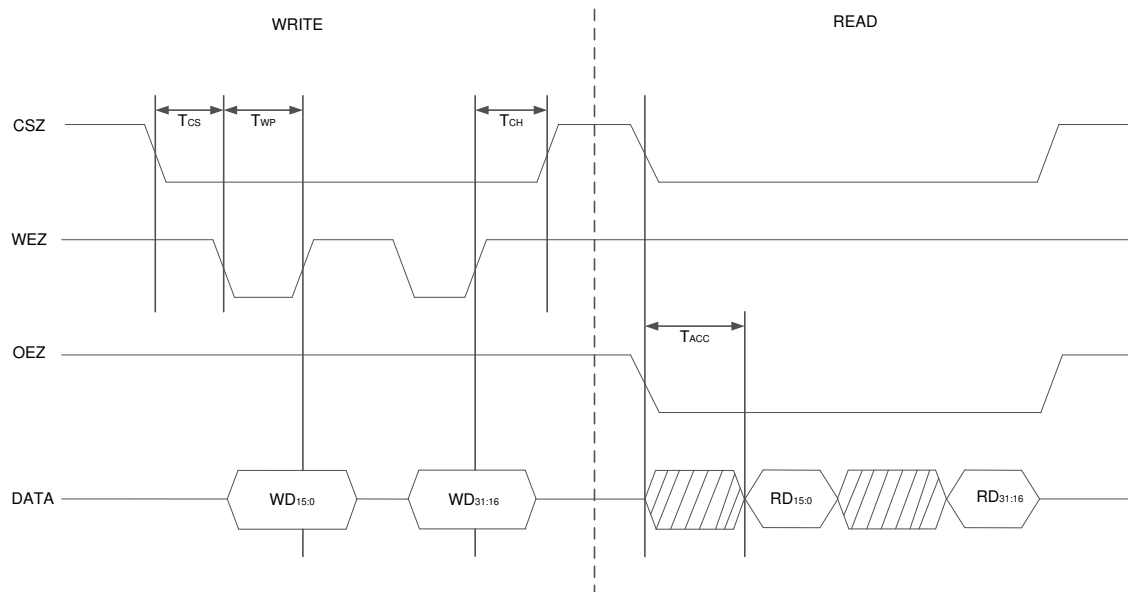 WRITE READ
TCS TWP TCH
CSZ
WEZ
TACC
OEZ
DATA WD15:0 WD31:16 RD15:0 RD31:16